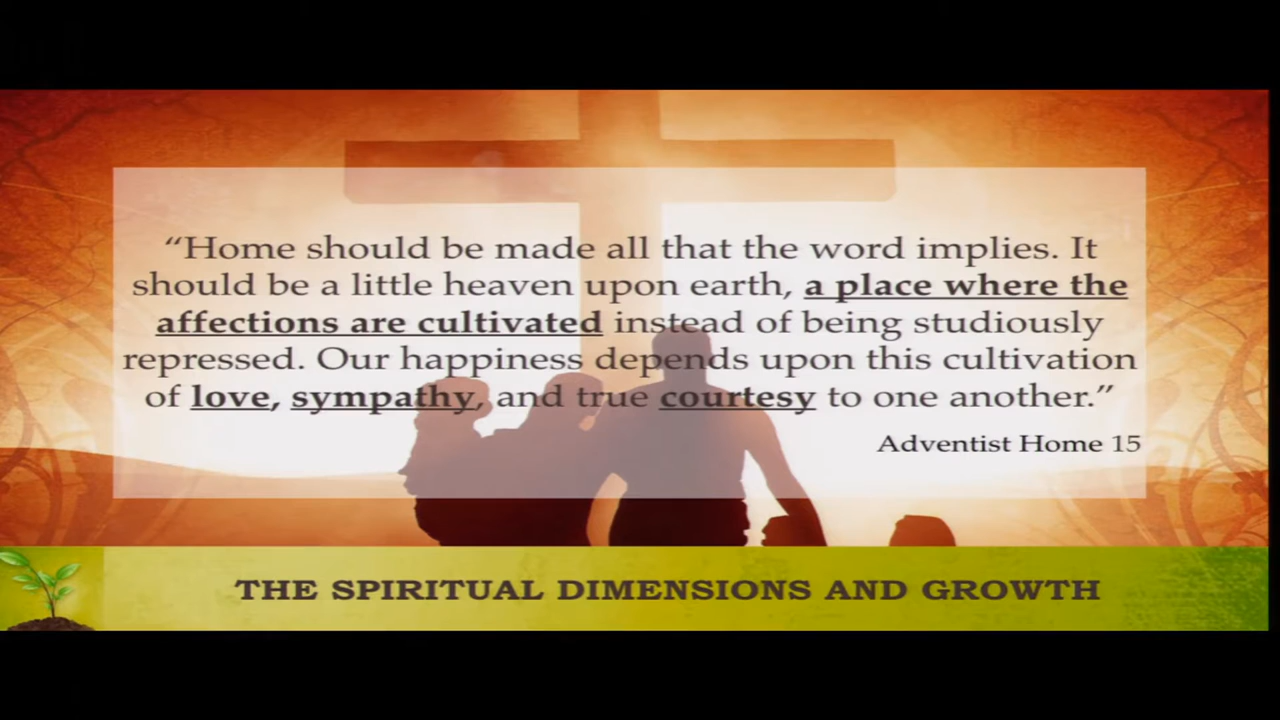 “Home should be made all that the word implies. It
should be a little heaven upon earth, a place where the
affections are cultivated instead of being studiously
repressed. Our happiness depends upon this cultivation
of love, sympathy, and true courtesy to one another.”
Adventist Home 15
THE SPIRITUAL DIMENSIONS AND GROWTH